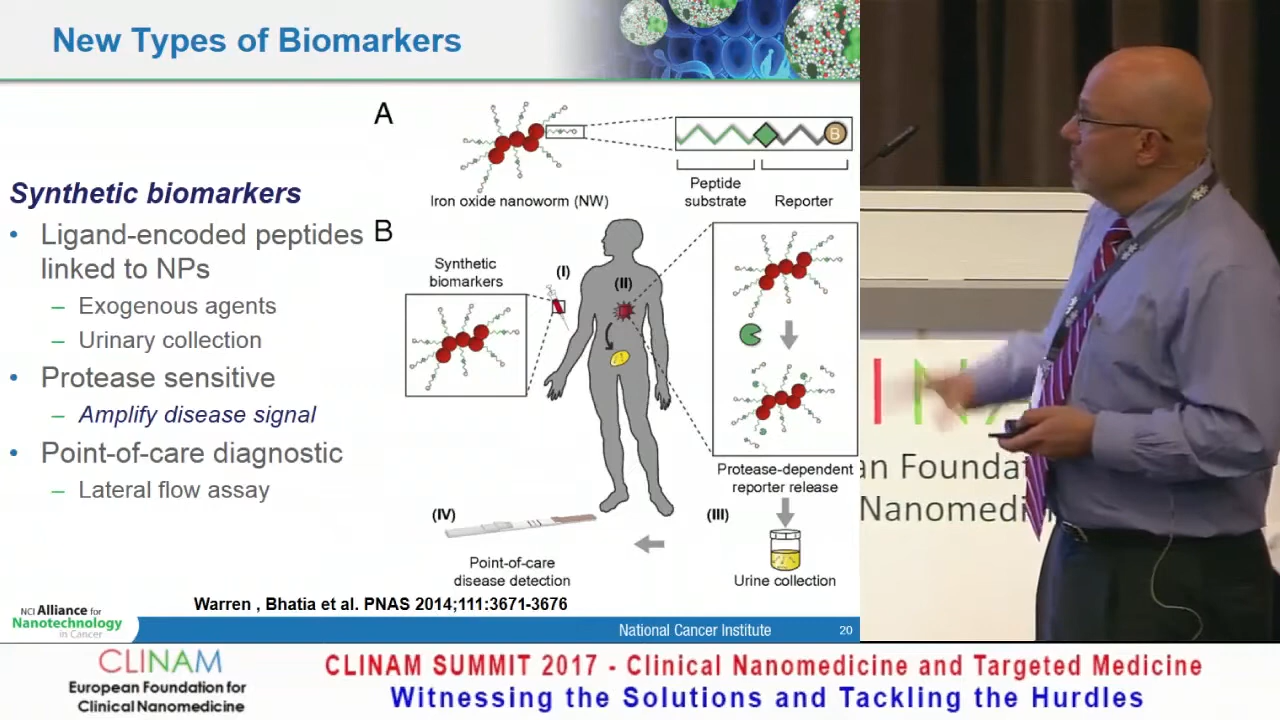 New Types of Biomarkers
Synthetic biomarkers
• Ligand-encoded peptides
linked to NPs
– Exogenous agents
– Urinary collection
• Protease sensitive
– Amplify disease signal
• Point-of-care diagnostic
– Lateral flow assay
A
B
Peptide
substrate
Reporter
Iron oxide nanoworm (NW)
B
Synthetic
biomarkers
(I)
(II)
Protease-dependent
reporter release
(III)
(IV)
Point-of-care
disease detection
Urine collection
Warren , Bhatia et al. PNAS 2014;111:3671-3676
NCI Alliance for
Nanotechnology
in Cancer
National Cancer Institute
20
an Founda
Nanomedi
CLINAM
European Foundation for
Clinical Nanomedicine
CLINAM SUMMIT 2017 - Clinical Nanomedicine and Targeted Medicine
Witnessing the Solutions and Tackling the Hurdles